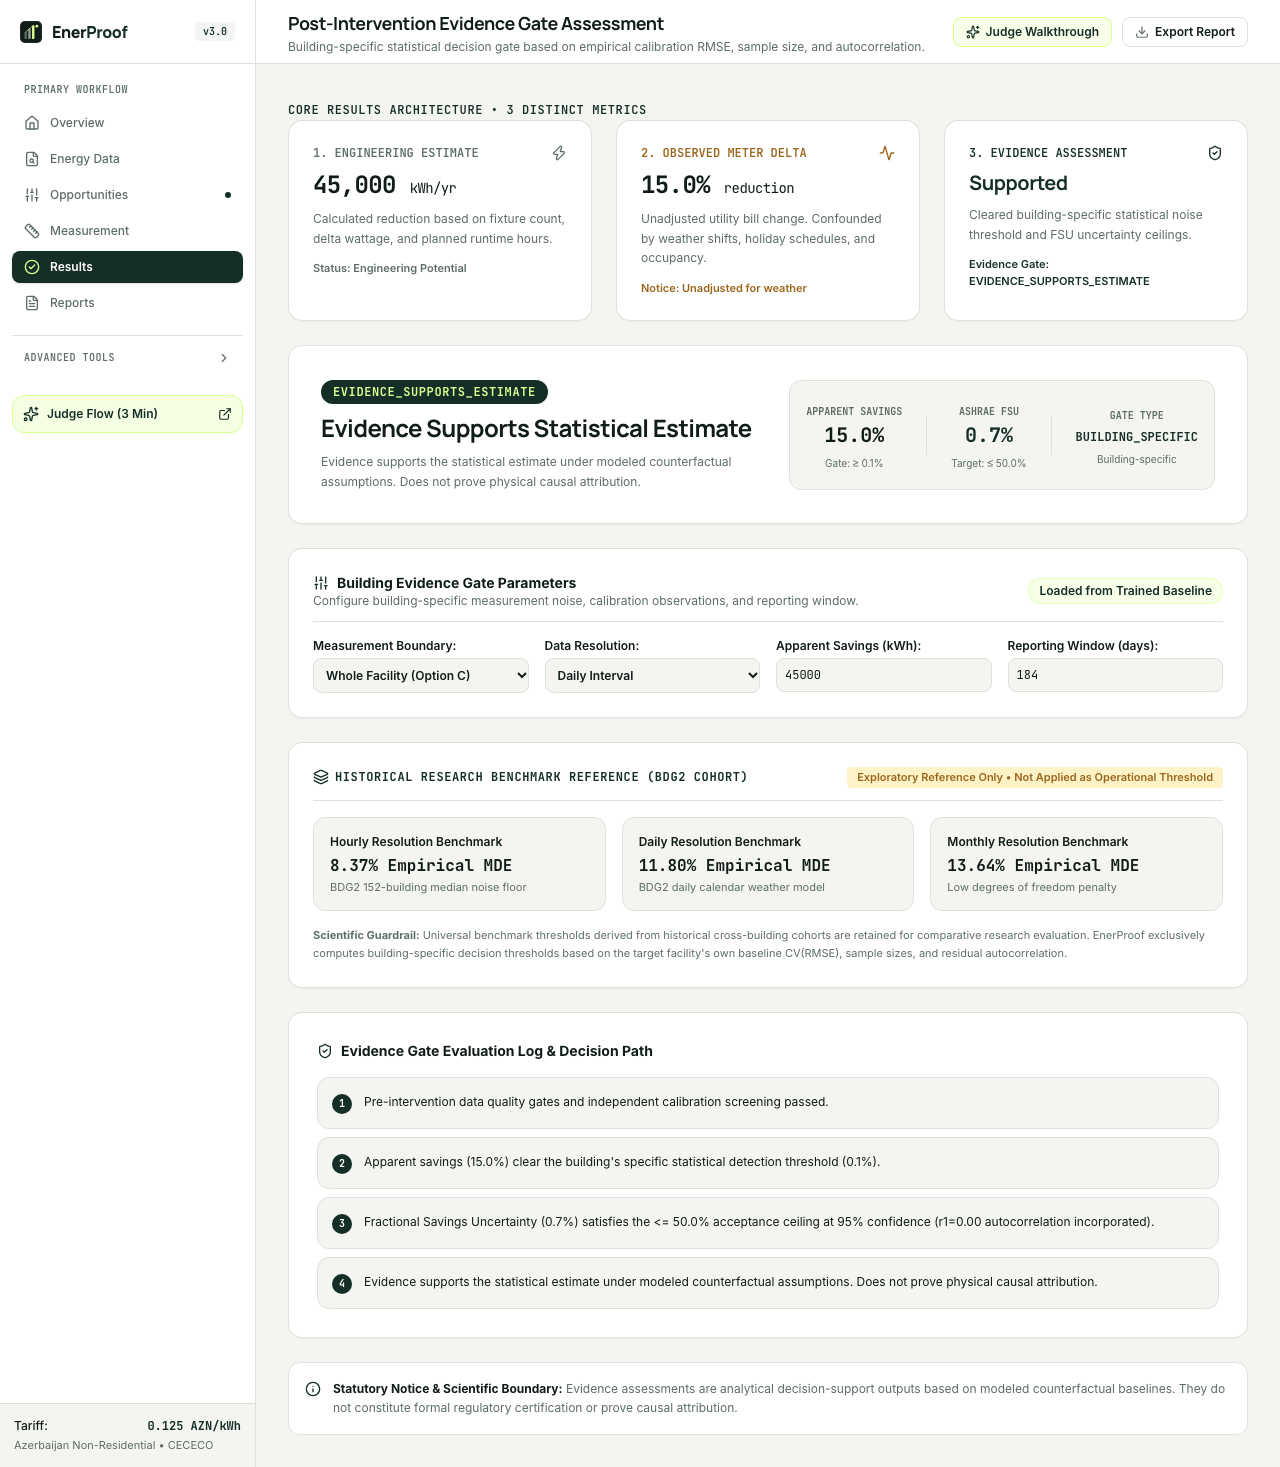 EnerProof
v3.0
PRIMARY WORKFLOW
Overview
Energy Data
Opportunities
Measurement
Results
Reports
ADVANCED TOOLS
Judge Flow (3 Min)
Tariff:
0.125 AZN/kWh
Azerbaijan Non-Residential • CECECO
Post-Intervention Evidence Gate Assessment
Building-specific statistical decision gate based on empirical calibration RMSE, sample size, and autocorrelation.
Judge Walkthrough
Export Report
CORE RESULTS ARCHITECTURE • 3 DISTINCT METRICS
1. ENGINEERING ESTIMATE
45,000 kWh/yr
Calculated reduction based on fixture count,
delta wattage, and planned runtime hours.
Status: Engineering Potential
2. OBSERVED METER DELTA
15.0% reduction
Unadjusted utility bill change. Confounded
by weather shifts, holiday schedules, and
occupancy.
Notice: Unadjusted for weather
3. EVIDENCE ASSESSMENT
Supported
Cleared building-specific statistical noise
threshold and FSU uncertainty ceilings.
Evidence Gate:
EVIDENCE_SUPPORTS_ESTIMATE
EVIDENCE_SUPPORTS_ESTIMATE
Evidence Supports Statistical Estimate
Evidence supports the statistical estimate under modeled counterfactual
assumptions. Does not prove physical causal attribution.
APPARENT SAVINGS
15.0%
Gate: ≥ 0.1%
ASHRAE FSU
0.7%
Target: ≤ 50.0%
GATE TYPE
BUILDING_SPECIFIC
Building-specific
Building Evidence Gate Parameters
Configure building-specific measurement noise, calibration observations, and reporting window.
Loaded from Trained Baseline
Measurement Boundary:
Whole Facility (Option C)
Data Resolution:
Daily Interval
Apparent Savings (kWh):
45000
Reporting Window (days):
184
HISTORICAL RESEARCH BENCHMARK REFERENCE (BDG2 COHORT)
Exploratory Reference Only • Not Applied as Operational Threshold
Hourly Resolution Benchmark
8.37% Empirical MDE
BDG2 152-building median noise floor
Daily Resolution Benchmark
11.80% Empirical MDE
BDG2 daily calendar weather model
Monthly Resolution Benchmark
13.64% Empirical MDE
Low degrees of freedom penalty
Scientific Guardrail: Universal benchmark thresholds derived from historical cross-building cohorts are retained for comparative research evaluation. EnerProof exclusively
computes building-specific decision thresholds based on the target facility's own baseline CV(RMSE), sample sizes, and residual autocorrelation.
Evidence Gate Evaluation Log & Decision Path
1 Pre-intervention data quality gates and independent calibration screening passed.
2 Apparent savings (15.0%) clear the building's specific statistical detection threshold (0.1%).
3 Fractional Savings Uncertainty (0.7%) satisfies the <= 50.0% acceptance ceiling at 95% confidence (r1=0.00 autocorrelation incorporated).
4 Evidence supports the statistical estimate under modeled counterfactual assumptions. Does not prove physical causal attribution.
Statutory Notice & Scientific Boundary: Evidence assessments are analytical decision-support outputs based on modeled counterfactual baselines. They do
not constitute formal regulatory certification or prove causal attribution.